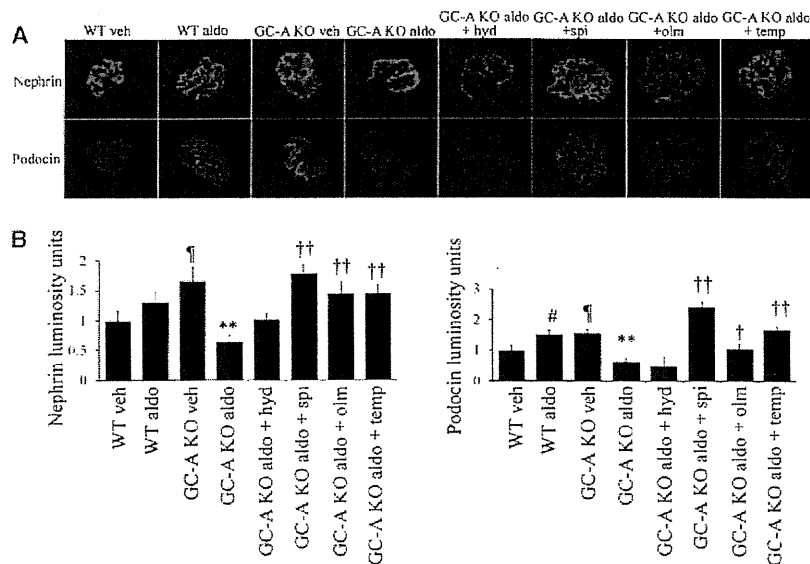 A
WT veh WT aldo GC-A KO veh GC-A KO aldo GC-A KO aldo + hyd GC-A KO aldo +spi GC-A KO aldo +olm GC-A KO aldo + temp
Nephrin
Podocin
B
Nephrin luminosity units
2
1.5
1
0.5
0
¶
**
††
††
††
WT veh
WT aldo
GC-A KO veh
GC-A KO aldo
GC-A KO aldo + hyd
GC-A KO aldo + spi
GC-A KO aldo + olm
GC-A KO aldo + temp
Podocin luminosity units
3
2
1
0
#
¶
**
††
†
††
WT veh
WT aldo
GC-A KO veh
GC-A KO aldo
GC-A KO aldo + hyd
GC-A KO aldo + spi
GC-A KO aldo + olm
GC-A KO aldo + temp